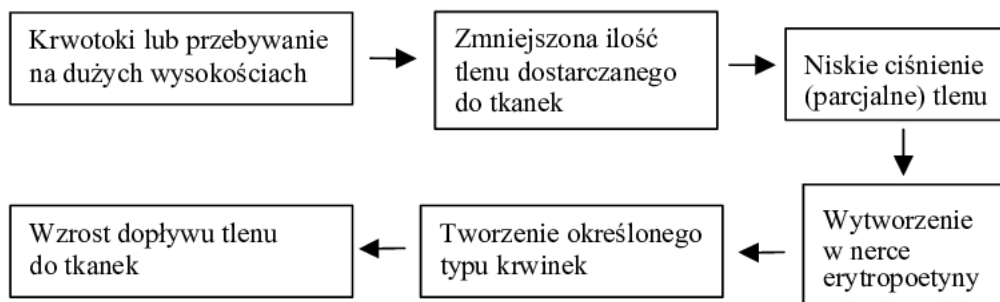 Krwotoki lub przebywanie
na dużych wysokościach
Zmniejszona ilość
tlenu dostarczanego
do tkanek
Niskie ciśnienie
(parcjalne) tlenu
Wytworzenie
w nerce
erytropoetyny
Tworzenie określonego
typu krwinek
Wzrost dopływu tlenu
do tkanek